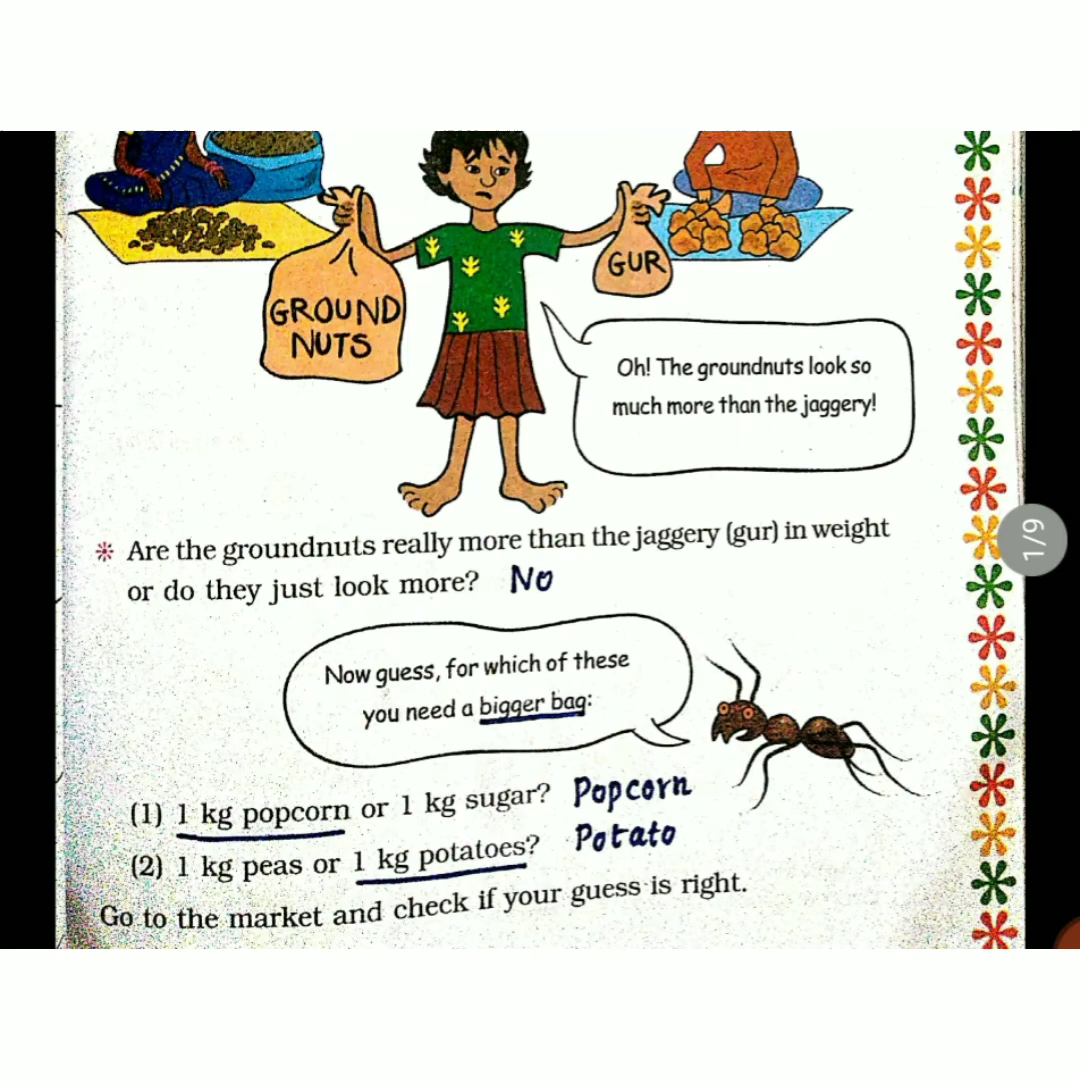 GROUND
NUTS
GUR
Oh! The groundnuts look so
much more than the jaggery!
Are the groundnuts really more than the jaggery (gur) in weight
or do they just look more? No
Now guess, for which of these
you need a bigger bag:
(1) 1 kg popcorn or 1 kg sugar? Popcorn
(2) 1 kg peas or 1 kg potatoes? Potato
Go to the market and check if your guess is right.
1/9